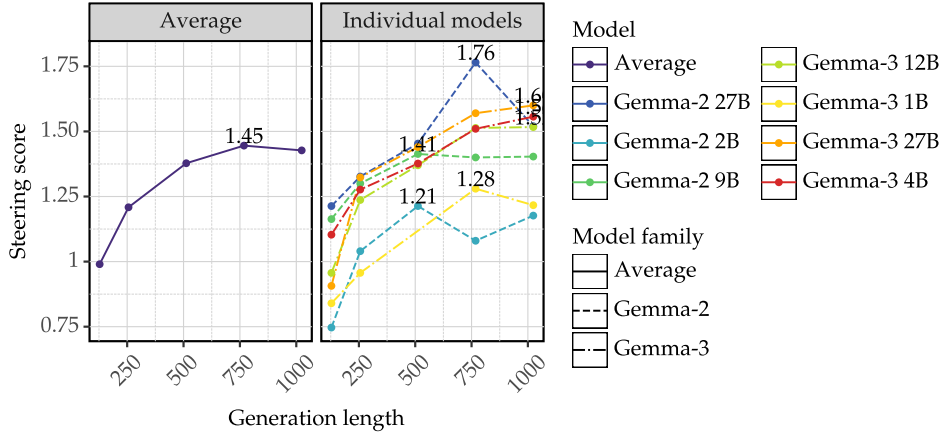 Average
Individual models
Steering score
1.75
1.50
1.25
1
0.75
1.45
1.76
1.41
1.21
1.28
1.6
1.5
250
500
750
1000
250
500
750
1000
Generation length
Model
Average
Gemma-2 27B
Gemma-2 2B
Gemma-2 9B
Gemma-3 12B
Gemma-3 1B
Gemma-3 27B
Gemma-3 4B
Model family
Average
Gemma-2
Gemma-3